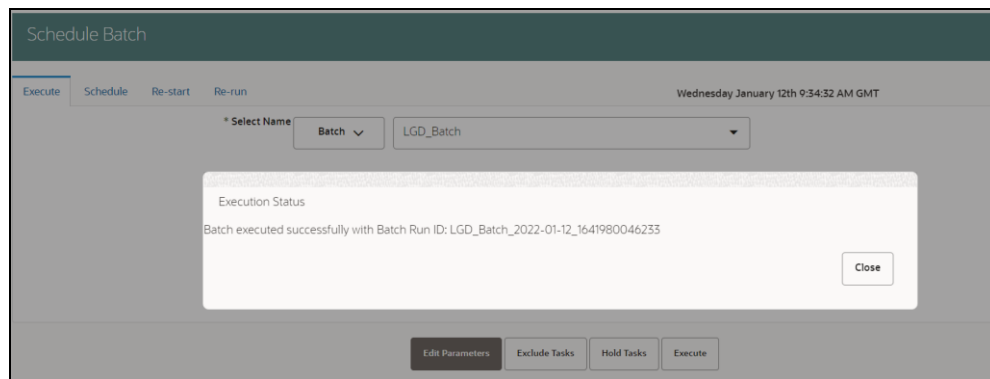 Schedule Batch
Execute Schedule Re-start Re-run Wednesday January 12th 9:34:32 AM GMT
* Select Name Batch LGD_Batch
Execution Status
Batch executed successfully with Batch Run ID: LGD_Batch_2022-01-12_1641980046233
Close
Edit Parameters Exclude Tasks Hold Tasks Execute